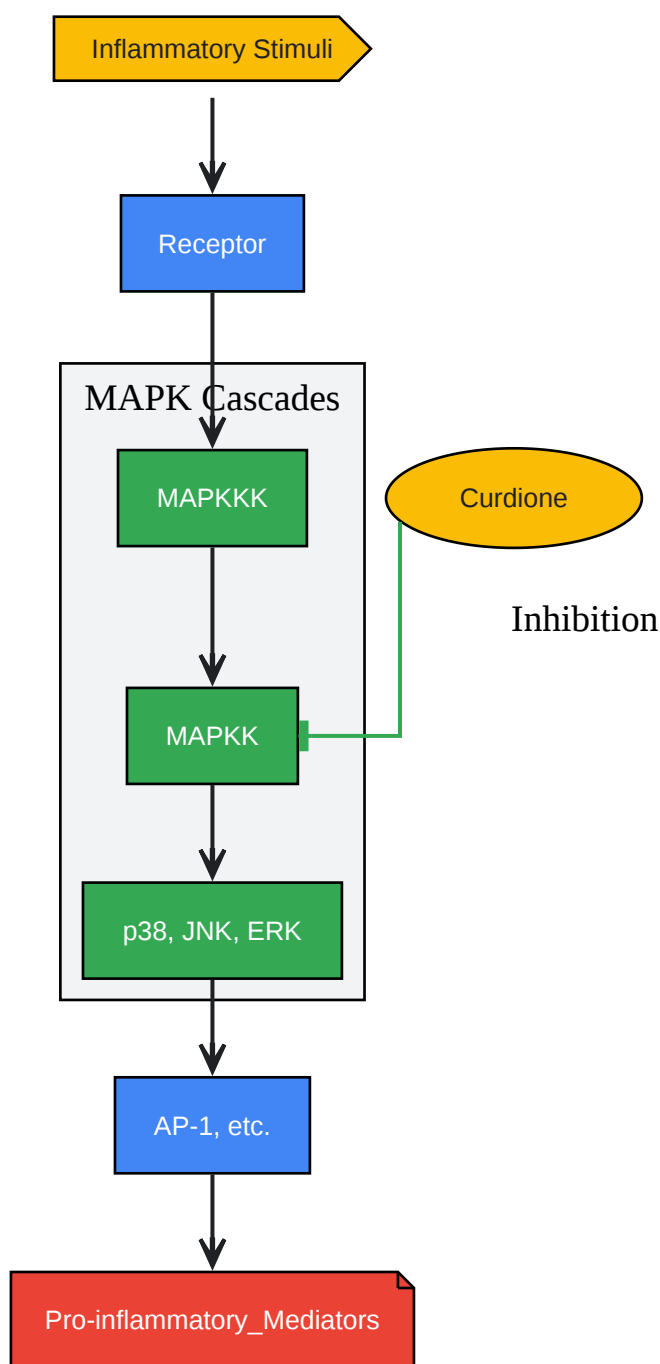 Inflammatory Stimuli
Receptor
MAPK Cascades
MAPKKK
Curdione
Inhibition
MAPKK
p38, JNK, ERK
AP-1, etc.
Pro-inflammatory_Mediators